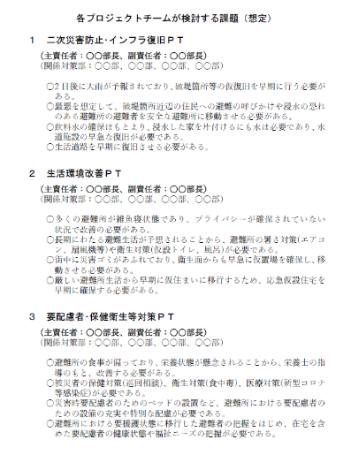 各プロジェクトチームが検討する課題（想定）
1 二次災害防止･インフラ復旧ＰＴ
（主責任者：〇〇部長、副責任者：〇〇部長）
（関係対策部：〇〇部、〇〇部、〇〇部、〇〇部）
〇2日後に大雨が予報されており、破堤箇所等の仮復旧を早期に行う必要が
ある。
〇最悪を想定して、破堤箇所近辺の住民への避難の呼びかけや浸水の恐れ
のある避難所の避難者を安全な避難所に移動させる必要がある。
〇飲料水の確保はもとより、浸水した家を片付けるにも水は必要であり、水
道施設の早急な復旧が必要である。
〇生活道路を早期に復旧させる必要がある。
2 生活環境改善ＰＴ
（主責任者：〇〇部長、副責任者：〇〇部長）
（関係対策部：〇〇部、〇〇部、〇〇部、〇〇部）
〇多くの避難所が雑魚寝状態であり、プライバシーが確保されていない
状況で改善の必要がある。
〇長期にわたる避難生活が予想されることから、避難所の暑さ対策(エアコ
ン、扇風機等)や衛生対策(仮設トイレ、風呂)が必要である。
〇街中に災害ゴミがあふれており、衛生面からも早急に仮置場を確保し、移
動させる必要がある。
〇厳しい避難所生活から早期に仮住まいに移行するため、応急仮設住宅を
早期に確保する必要がある。
3 要配慮者･保健衛生等対策ＰＴ
（主責任者：〇〇部長、副責任者：〇〇部長）
（関係対策部：〇〇部、〇〇部、〇〇部、〇〇部）
〇避難所の食事が偏っており、栄養状態が懸念されることから、栄養士の指
導のもと、改善する必要がある。
〇被災者の保健対策(巡回相談)、衛生対策(食中毒)、医療対策(新型コロナ
等感染症)が必要である。
〇災害時要配慮者のためのベッドの設置など、避難所における要配慮者の
ための設備の充実や特別な配慮が必要である。
〇避難所における要援護状態に移行した避難者の把握をはじめ、在宅を含
めた要配慮者の健康状態や福祉ニーズの把握が必要である。